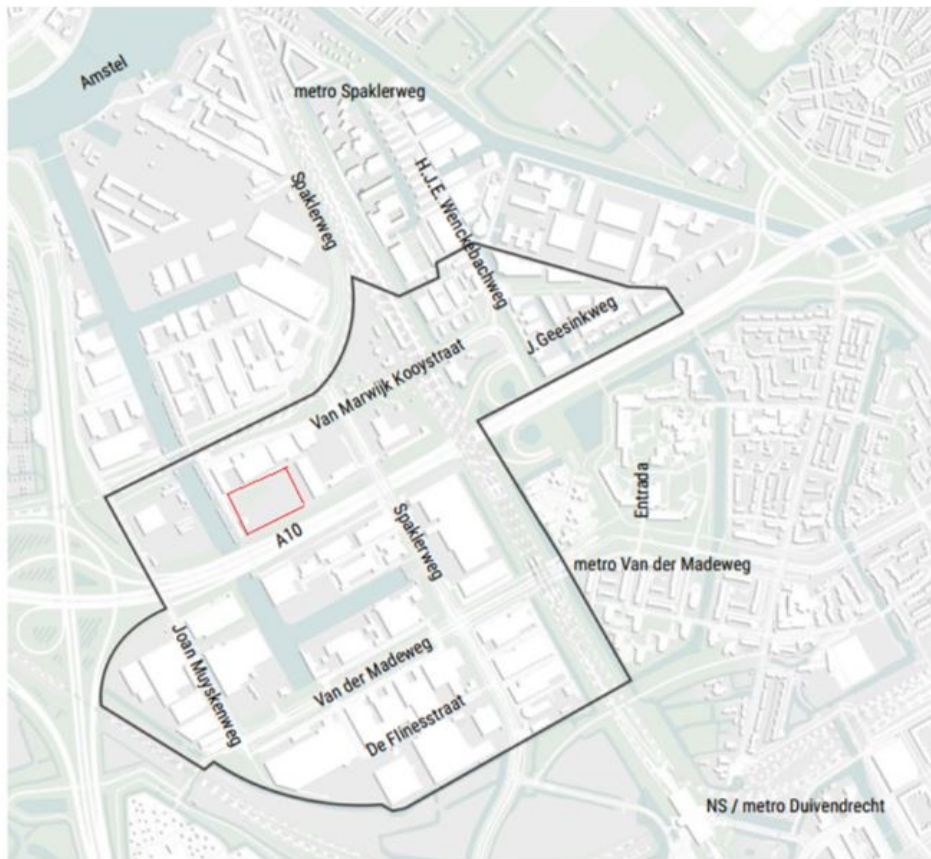 Amstel
metro Spaklerweg
Spaklerweg
H.J.E. Wenckebachweg
J.Geesinkweg
Van Marwijk Kooystraat
Entrada
A10
Spaklerweg
metro Van der Madeweg
Joan Muyskenweg
Van der Madeweg
De Flinesstraat
NS / metro Duivendrecht